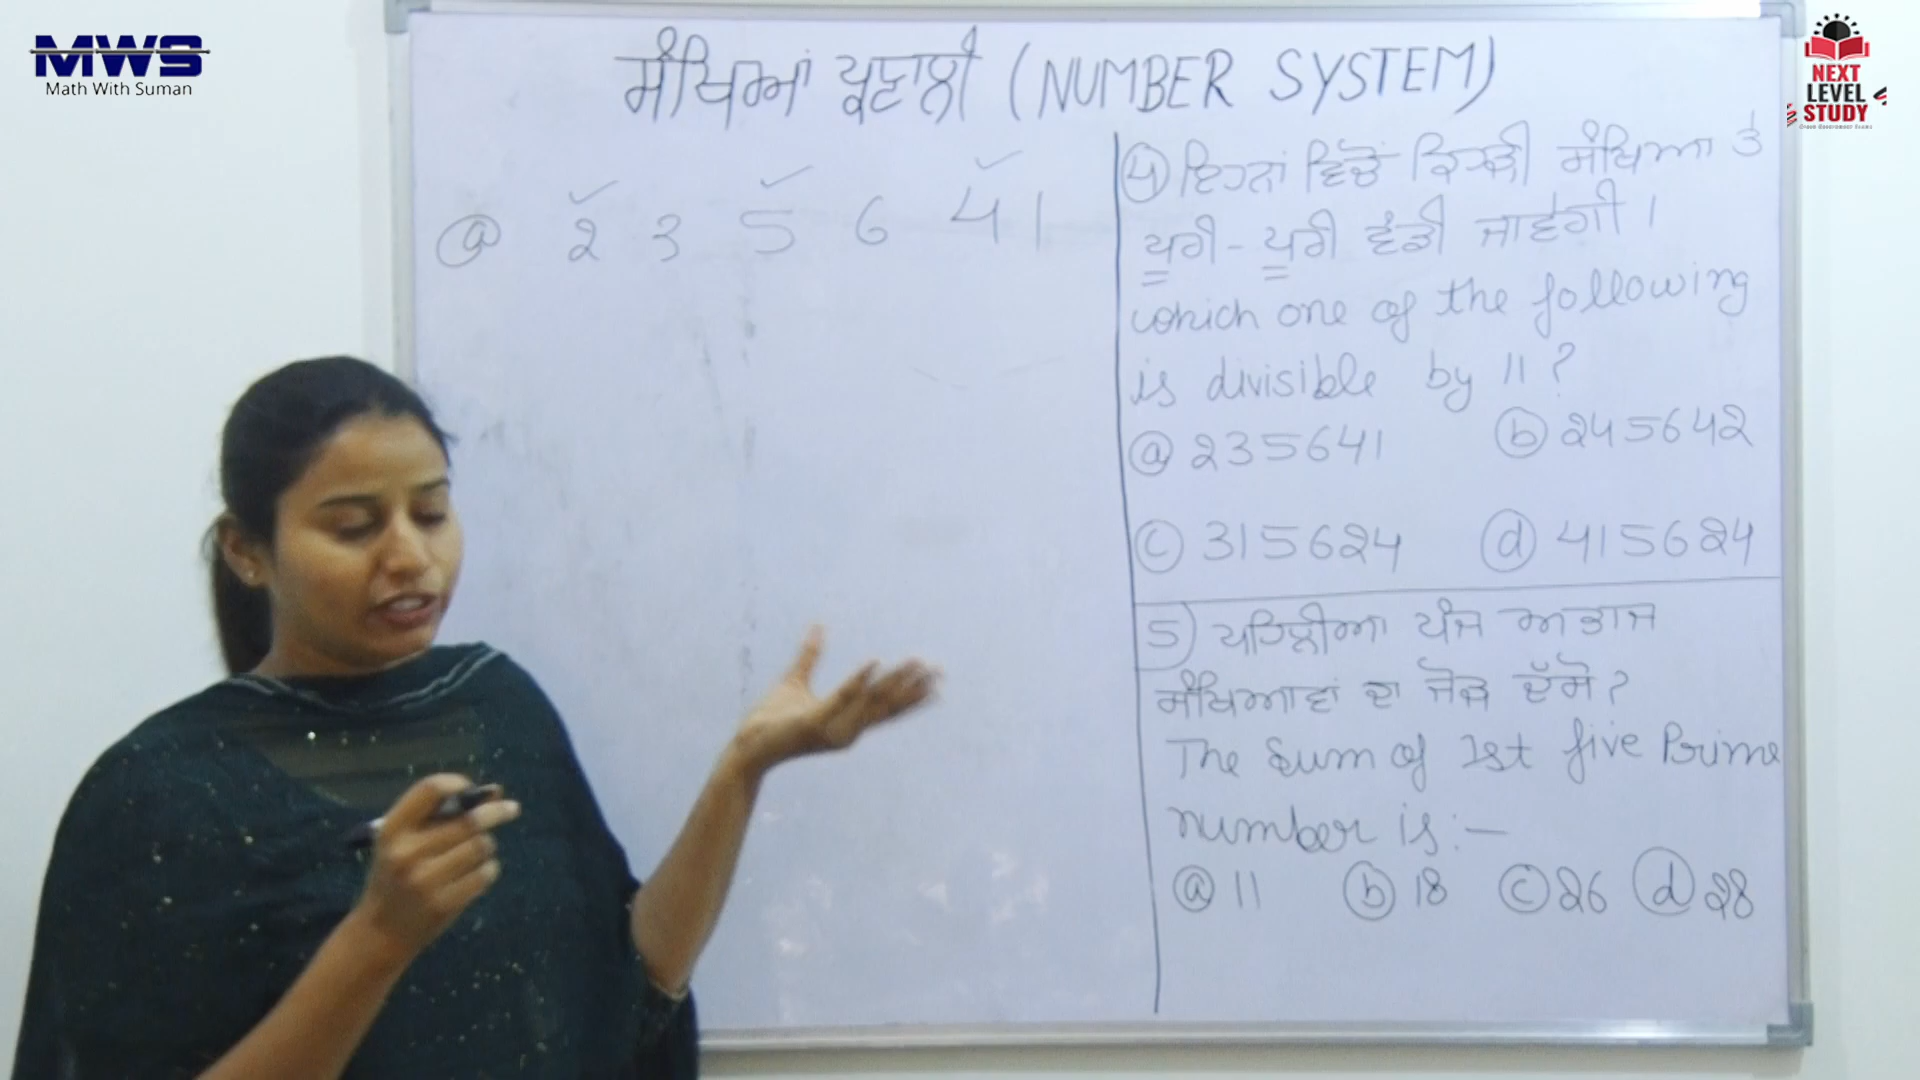 MWS
Math With Suman
NEXT
LEVEL
STUDY
ਸੰਖਿਆਂ ਪ੍ਰਣਾਲੀ (NUMBER SYSTEM)
ⓐ 2 3 5 6 4 1
④ ਇਹਨਾਂ ਵਿੱਚੋਂ ਕਿਹੜੀ ਸੰਖਿਆ ਤੇ
ਪੂਰੀ - ਪੂਰੀ ਵੰਡੀ ਜਾਵੇਗੀ ।
which one of the following
is divisible by 11 ?
ⓐ 235641 ⓑ 245642
ⓒ 315624 ⓓ 415624
5) ਪਹਿਲੀਆ ਪੰਜ ਅਭਾਜ
ਸੰਖਿਆਵਾਂ ਦਾ ਜੋੜ ਦੱਸੋ ?
The Sum of 1st five Prime
number is :-
ⓐ 11 ⓑ 18 ⓒ 26 ⓓ 28